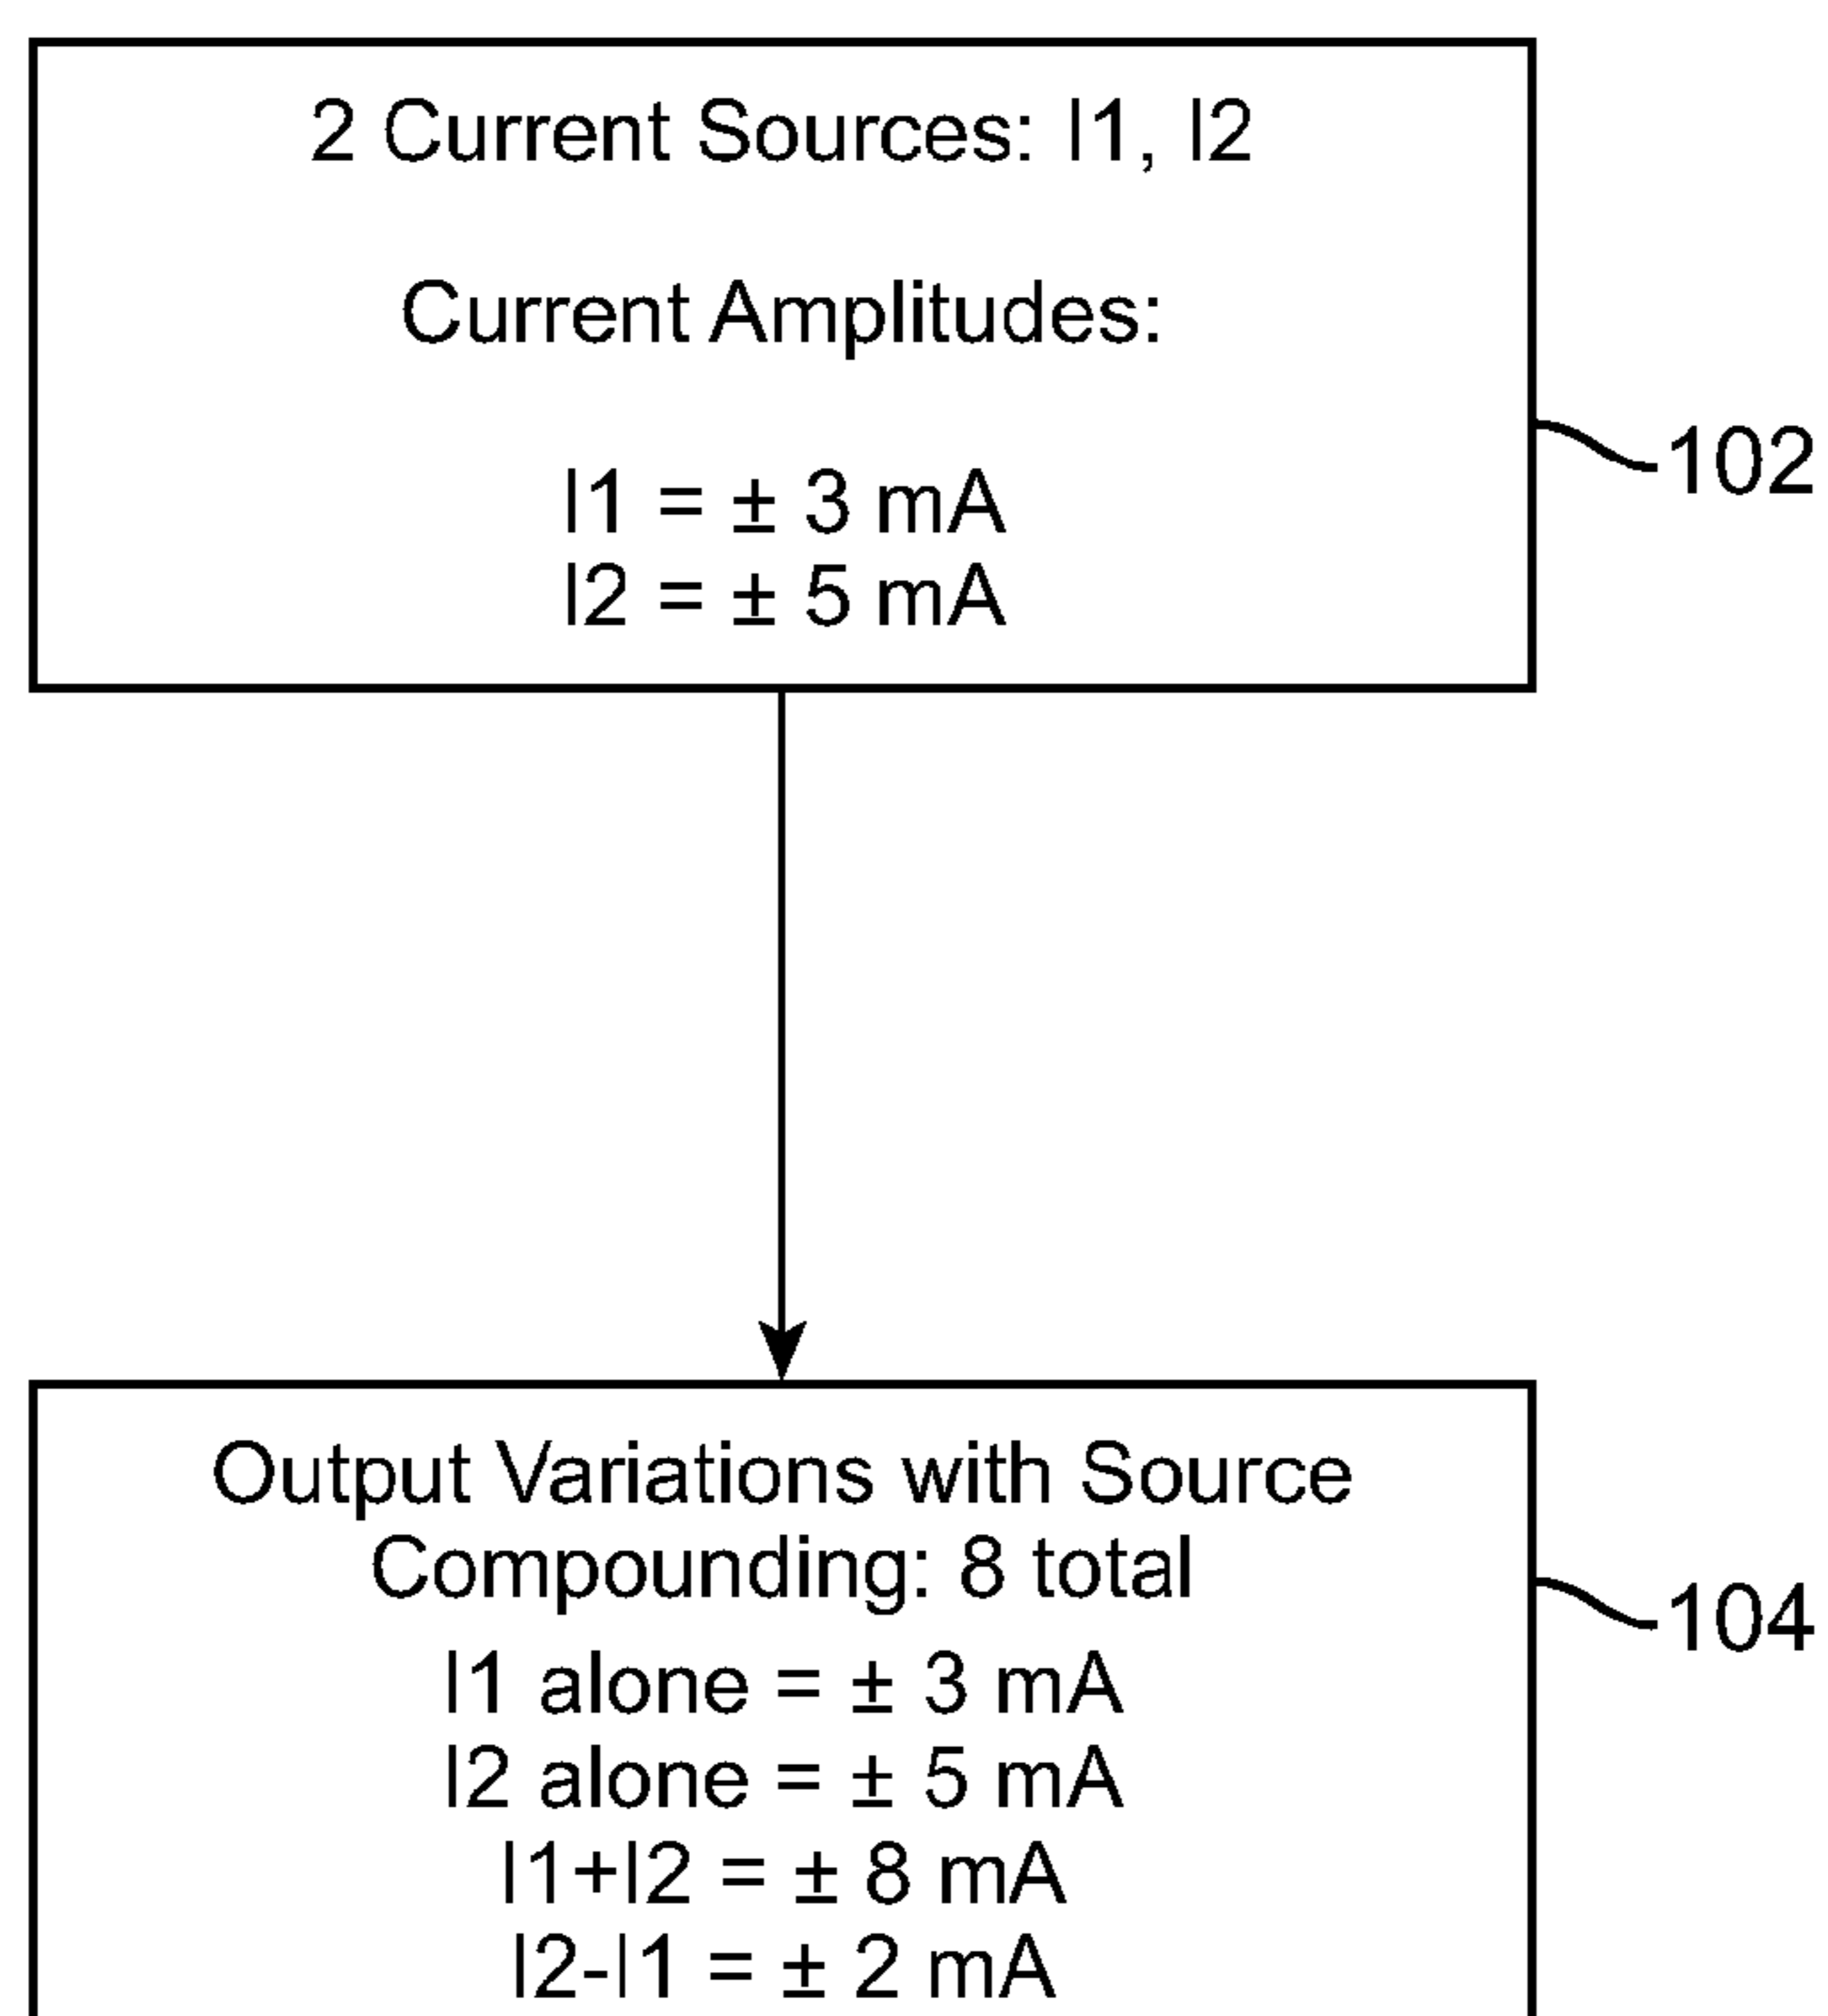 2 Current Sources: I1, I2
Current Amplitudes:
I1 = ± 3 mA
I2 = ± 5 mA
102
Output Variations with Source
Compounding: 8 total
I1 alone = ± 3 mA
I2 alone = ± 5 mA
I1+I2 = ± 8 mA
I2-I1 = ± 2 mA
104